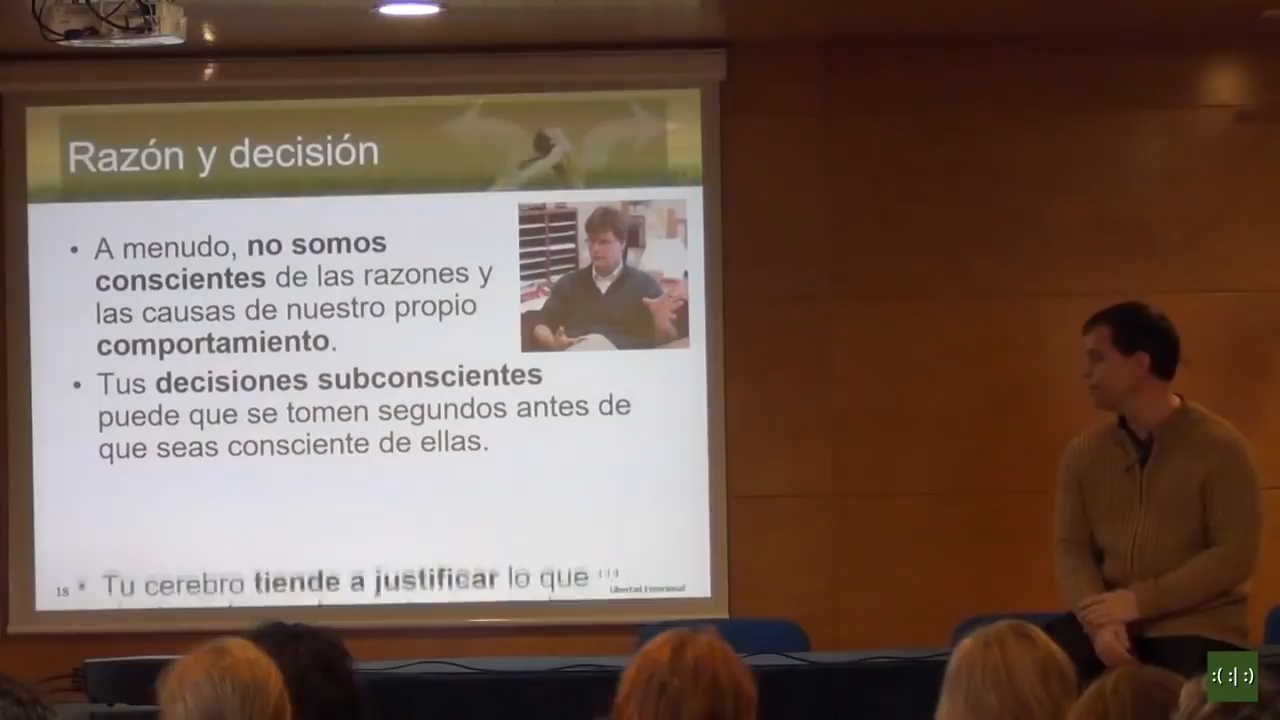 Razón y decisión
• A menudo, no somos
conscientes de las razones y
las causas de nuestro propio
comportamiento.
• Tus decisiones subconscientes
puede que se tomen segundos antes de
que seas consciente de ellas.
18 • Tu cerebro tiende a justificar lo que
Libertad Emocional
:( :| :)